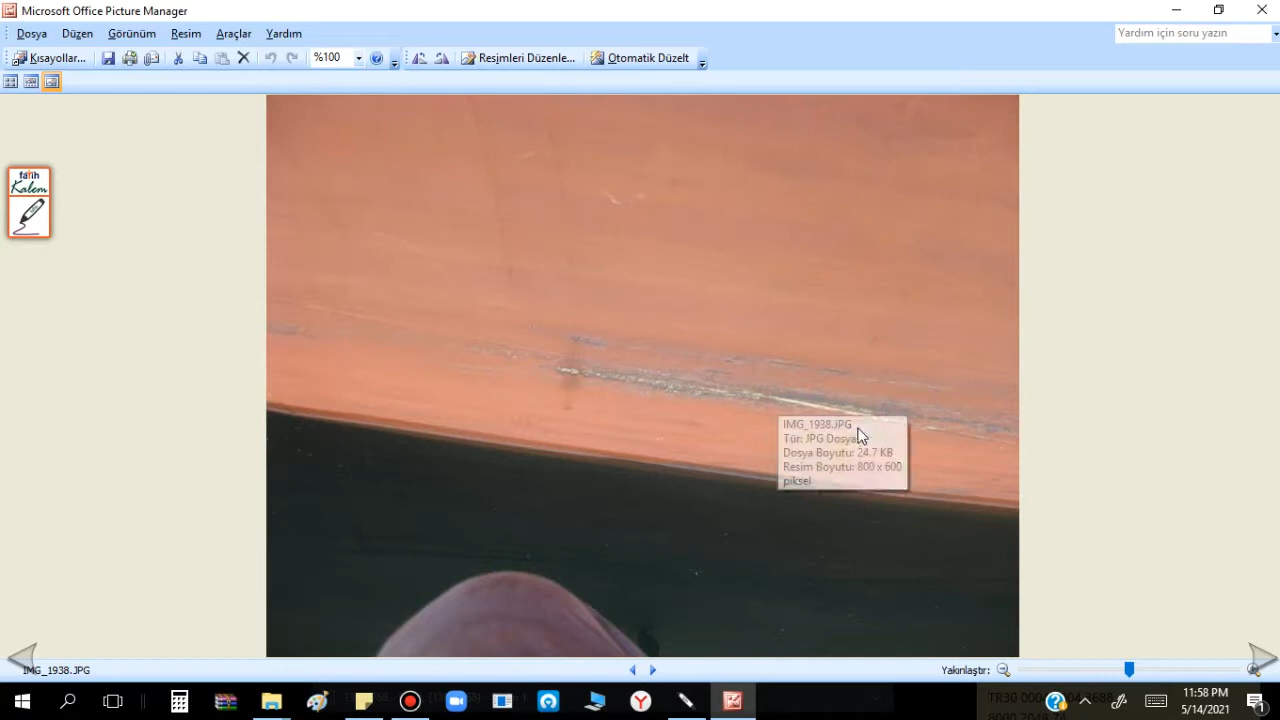 Microsoft Office Picture Manager
Dosya Düzen Görünüm Resim Araçlar Yardım
Yardım için soru yazın
Kısayollar... %100 Resimleri Düzenle... Otomatik Düzelt
fatih
Kalem
IMG_1938.JPG
Tür: JPG Dosya
Dosya Boyutu: 24.7 KB
Resim Boyutu: 800 x 600
piksel
IMG_1938.JPG
Yakınlaştır:
11:58 PM
5/14/2021